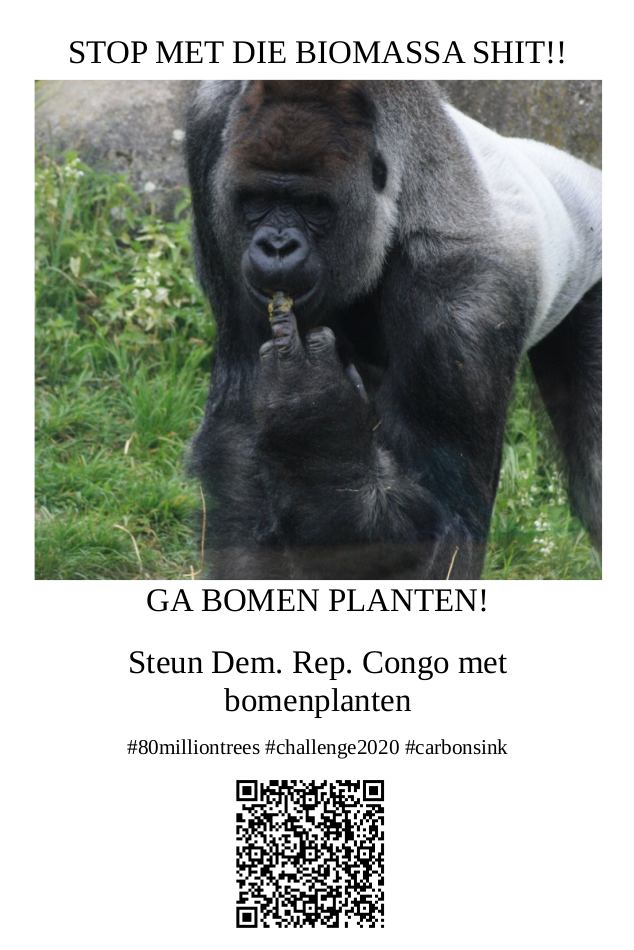 STOP MET DIE BIOMASSA SHIT!!
GA BOMEN PLANTEN!
Steun Dem. Rep. Congo met
bomenplanten
#80milliontrees #challenge2020 #carbonsink